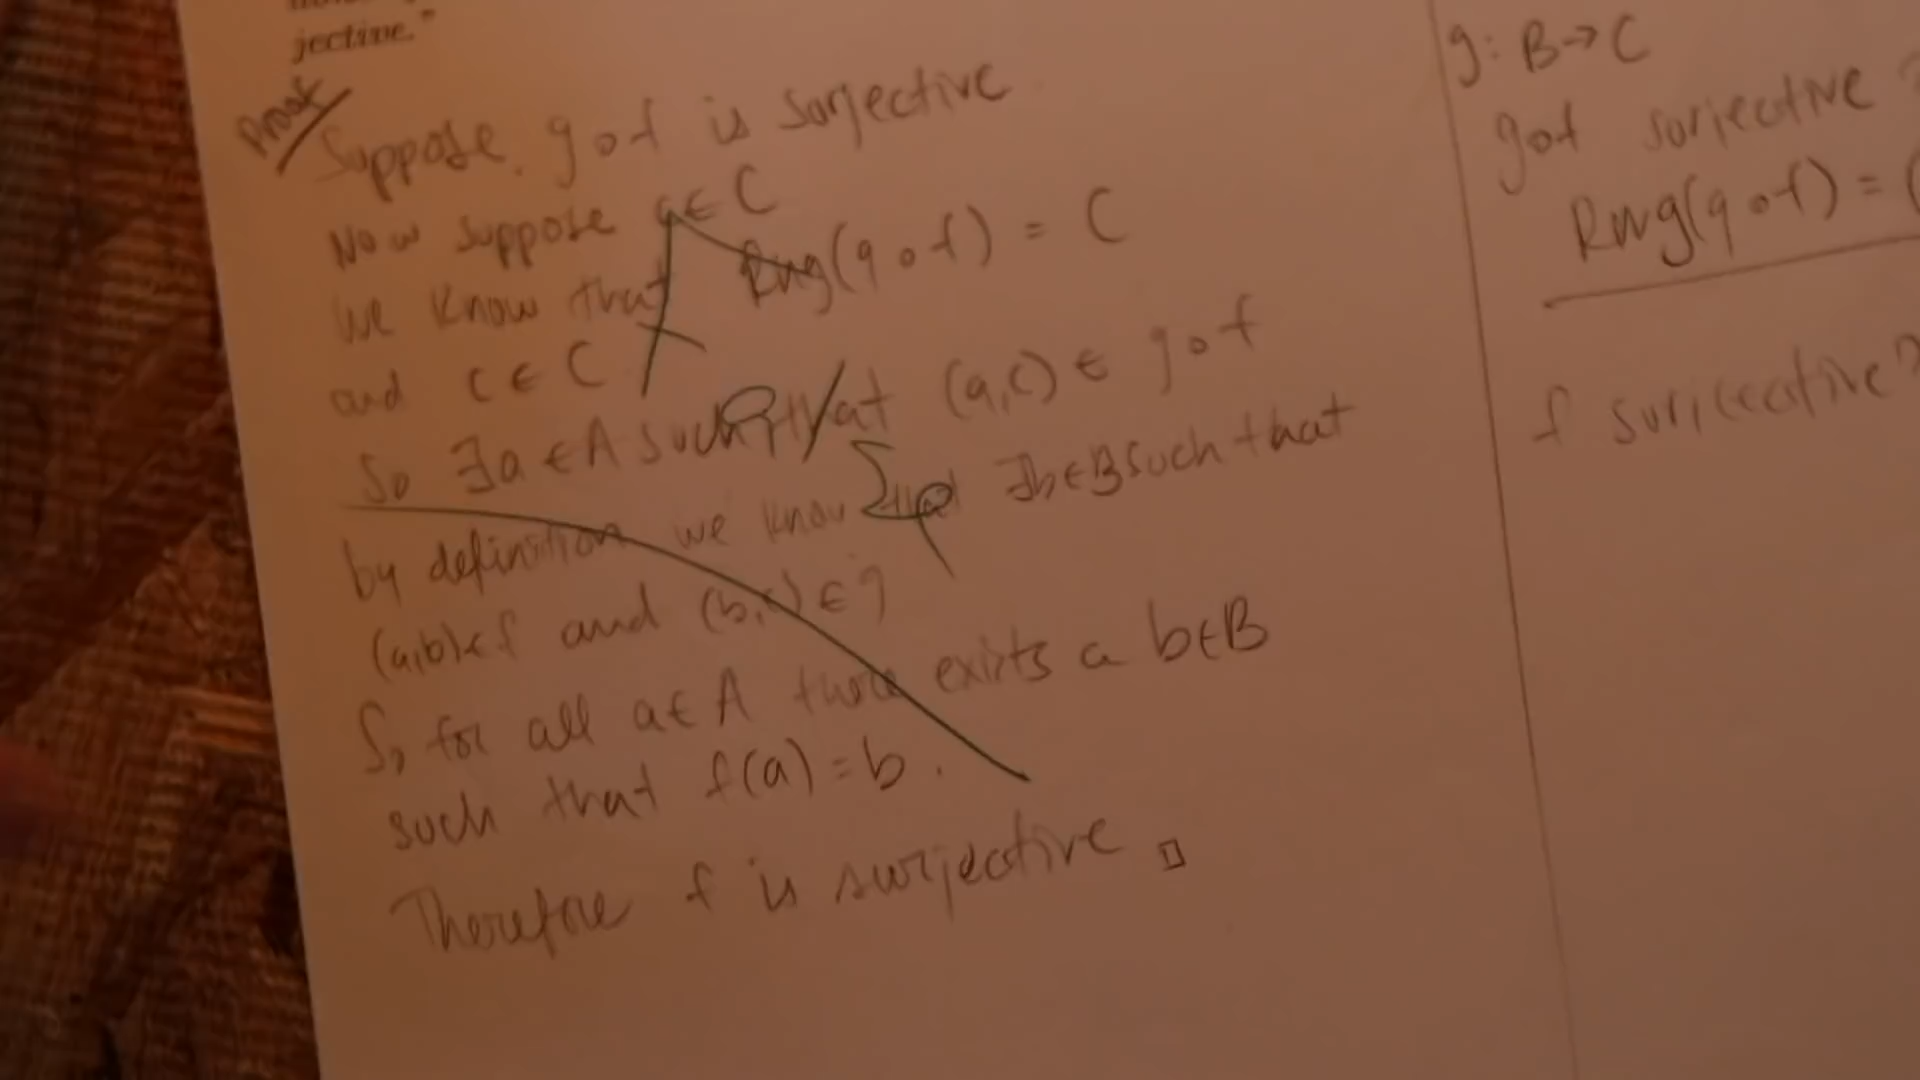 jective."
Proof
Suppose. g o f is surjective
Now suppose c ∈ C
We know that Rng(g o f) = C
and c ∈ C
So ∃a ∈ A such that (a,c) ∈ g o f
by definition we know that ∃b ∈ B such that
(a,b) ∈ f and (b,c) ∈ g
So for all a ∈ A there exists a b ∈ B
such that f(a) = b.
Therefore f is surjective □
g: B → C
g o f surjective
Rng(g o f) =
f surjective?